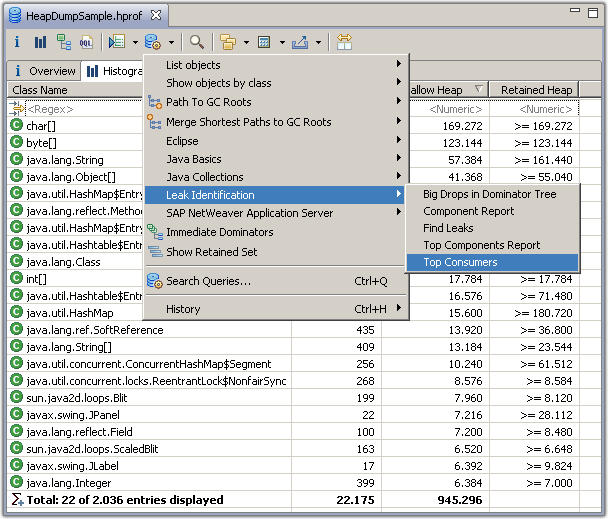 HeapDumpSample.hprof
i OQL
i Overview Histogra
Class Name allow Heap Retained Heap
<Regex> <Numeric> <Numeric>
char[] 169.272 >= 169.272
byte[] 123.144 >= 123.144
java.lang.String 57.384 >= 161.440
java.lang.Object[] 41.368 >= 55.040
java.util.HashMap$Entry
java.lang.reflect.Metho
java.util.HashMap$Entr
java.util.Hashtable$Ent
java.lang.Class
int[] 17.784 >= 17.784
java.util.Hashtable$Ent 16.576 >= 71.480
java.util.HashMap 15.600 >= 180.720
java.lang.ref.SoftReference 435 13.920 >= 36.800
java.lang.String[] 409 13.184 >= 23.544
java.util.concurrent.ConcurrentHashMap$Segment 256 10.240 >= 61.512
java.util.concurrent.locks.ReentrantLock$NonfairSync 268 8.576 >= 8.584
sun.java2d.loops.Blit 199 7.960 >= 8.120
javax.swing.JPanel 22 7.216 >= 28.112
java.lang.reflect.Field 100 7.200 >= 8.480
sun.java2d.loops.ScaledBlit 163 6.520 >= 6.648
javax.swing.JLabel 17 6.392 >= 9.824
java.lang.Integer 399 6.384 >= 7.000
Total: 22 of 2.036 entries displayed 22.175 945.296
List objects
Show objects by class
Path To GC Roots
Merge Shortest Paths to GC Roots
Eclipse
Java Basics
Java Collections
Leak Identification
SAP NetWeaver Application Server
Immediate Dominators
Show Retained Set
Search Queries... Ctrl+Q
History Ctrl+H
Big Drops in Dominator Tree
Component Report
Find Leaks
Top Components Report
Top Consumers